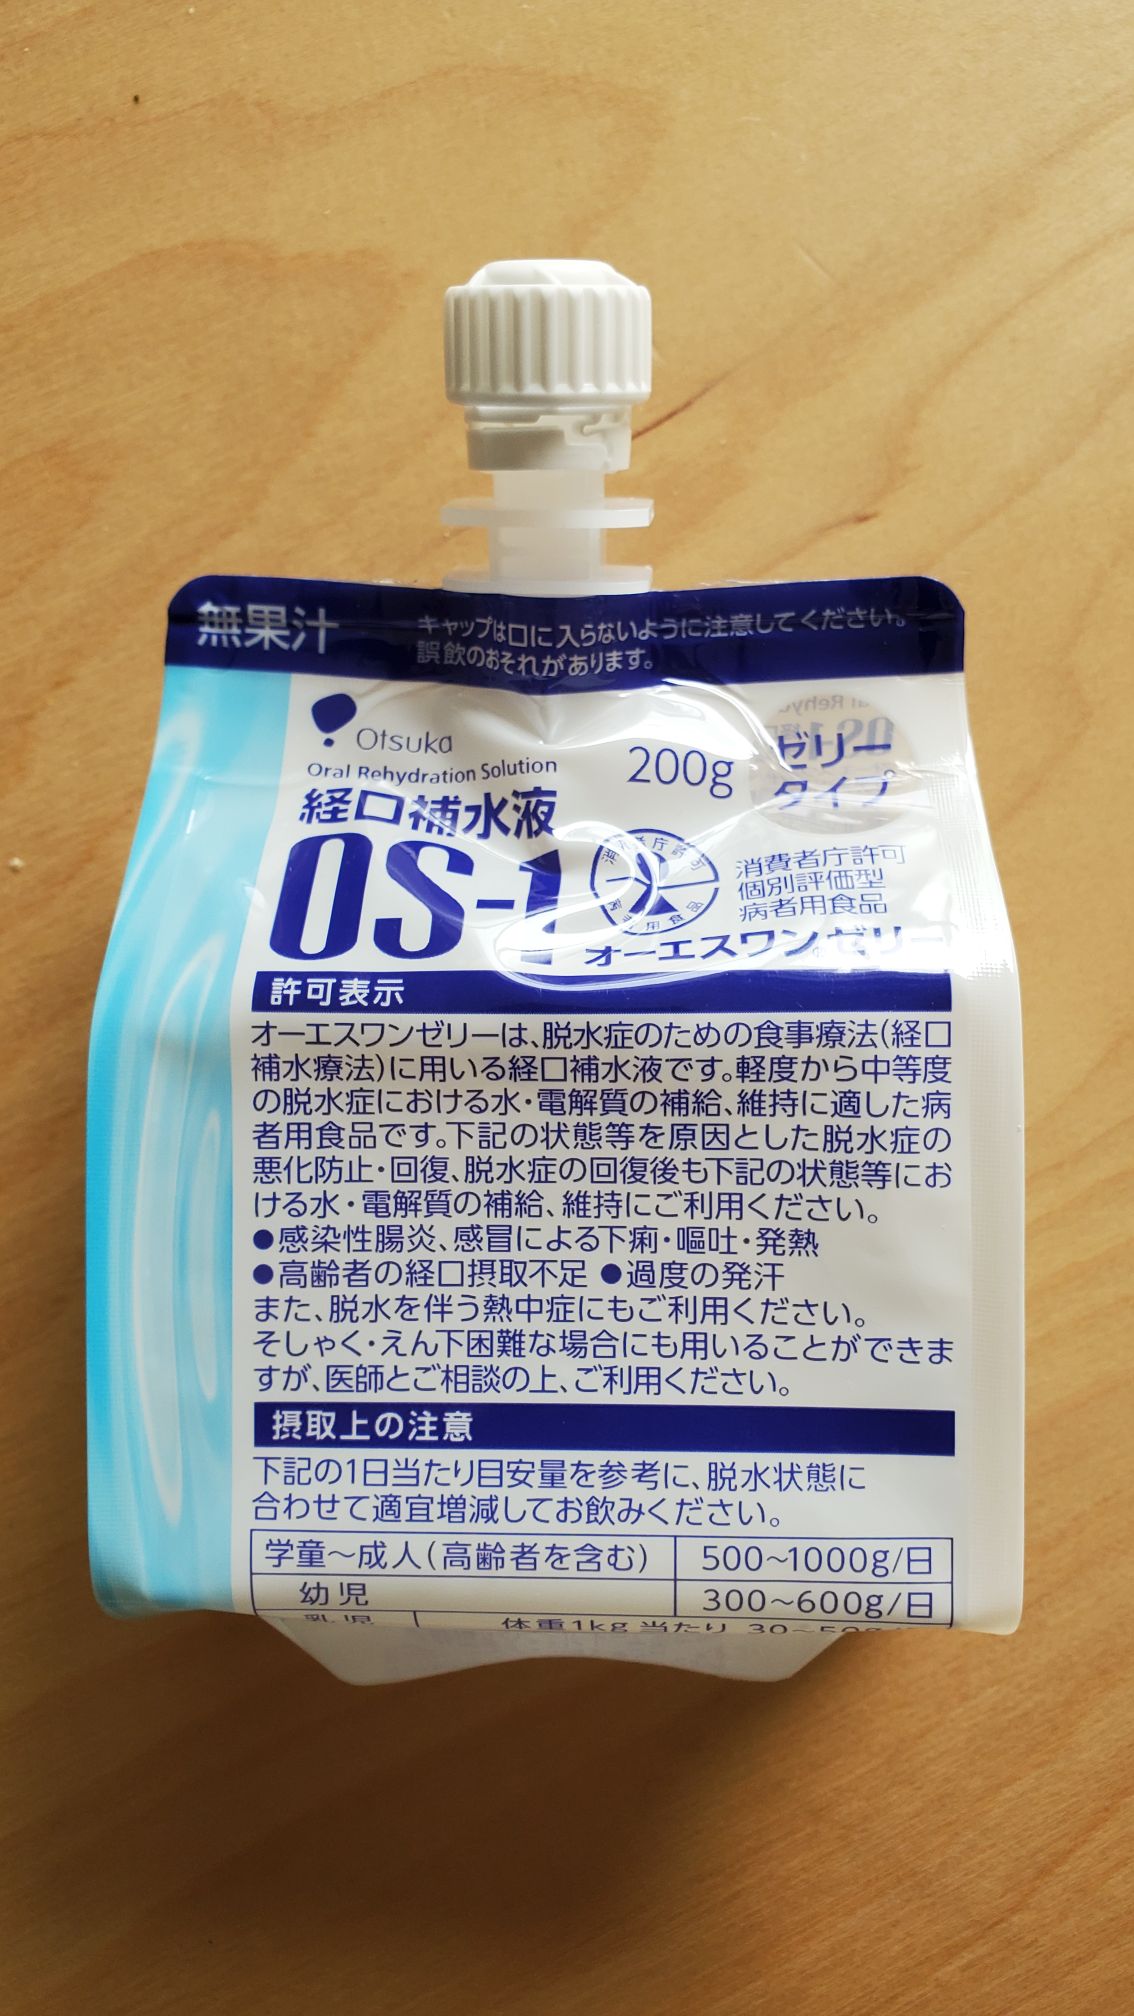 無果汁
キャップは口に入らないように注意してください。
誤飲のおそれがあります。
Otsuka
Oral Rehydration Solution
経口補水液
OS-1
200g
ゼリー
タイプ
消費者庁許可
個別評価型
病者用食品
オーエスワンゼリー
許可表示
オーエスワンゼリーは、脱水症のための食事療法(経口
補水療法)に用いる経口補水液です。軽度から中等度
の脱水症における水・電解質の補給、維持に適した病
者用食品です。下記の状態等を原因とした脱水症の
悪化防止・回復、脱水症の回復後も下記の状態等にお
ける水・電解質の補給、維持にご利用ください。
●感染性腸炎、感冒による下痢・嘔吐・発熱
●高齢者の経口摂取不足 ●過度の発汗
また、脱水を伴う熱中症にもご利用ください。
そしゃく・えん下困難な場合にも用いることができま
すが、医師とご相談の上、ご利用ください。
摂取上の注意
下記の1日当たり目安量を参考に、脱水状態に
合わせて適宜増減してお飲みください。
学童~成人(高齢者を含む) 500~1000g/日
幼児 300~600g/日
乳児 体重1kg当たり 30~50g